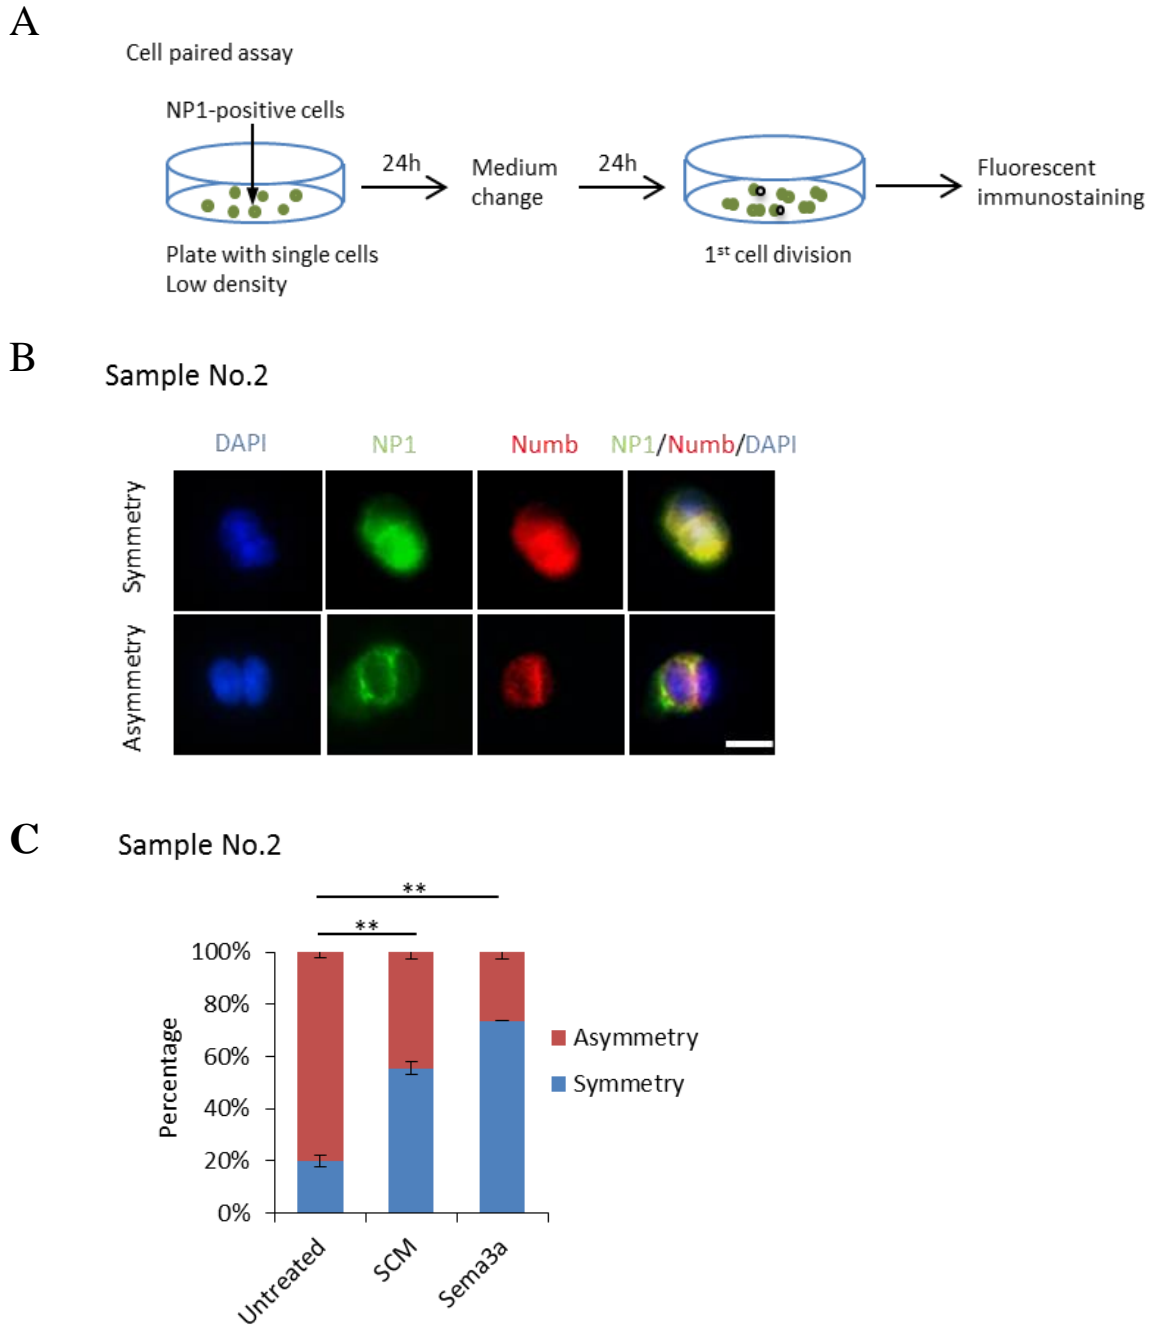 A
Cell paired assay
NP1-positive cells
24h
Medium
change
24h
Fluorescent
immunostaining
Plate with single cells
Low density
1st cell division
B
Sample No.2
DAPI
NP1
Numb
NP1/Numb/DAPI
Symmetry
Asymmetry
C
Sample No.2
**
**
100%
80%
60%
40%
20%
0%
Percentage
Asymmetry
Symmetry
Untreated
SCM
Sema3a